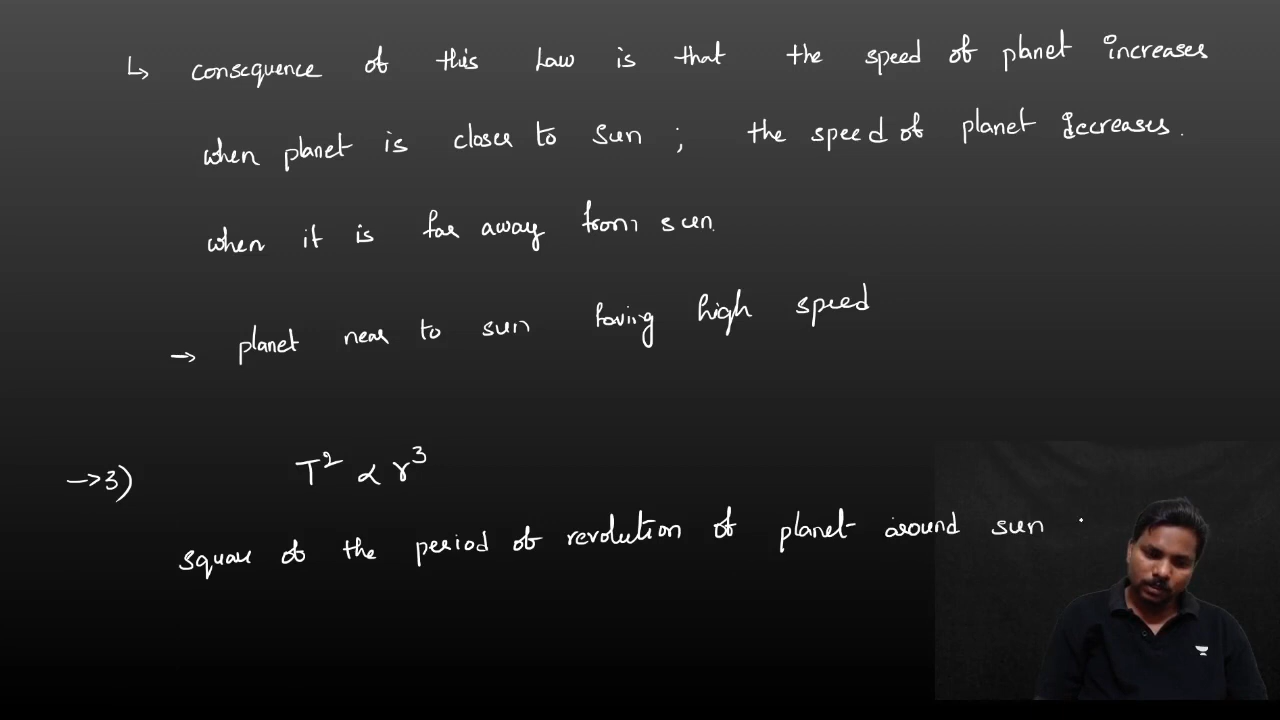 ↳ consequence of this Law is that the speed of planet increases
when planet is closer to sun ; the speed of planet decreases.
when it is far away from sun.
→ planet near to sun having high speed
→3) T² ∝ r³
square of the period of revolution of planet around sun